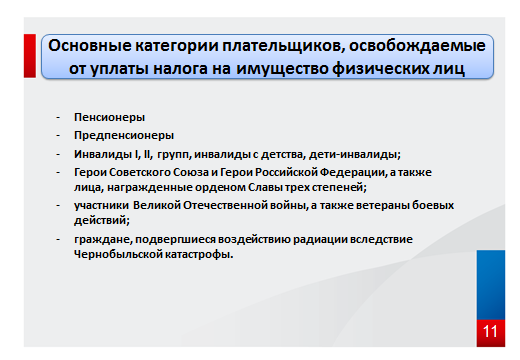 Основные категории плательщиков, освобождаемые
от уплаты налога на имущество физических лиц
- Пенсионеры
- Предпенсионеры
- Инвалиды I, II, групп, инвалиды с детства, дети-инвалиды;
- Герои Советского Союза и Герои Российской Федерации, а также
лица, награжденные орденом Славы трех степеней;
- участники Великой Отечественной войны, а также ветераны боевых
действий;
- граждане, подвергшиеся воздействию радиации вследствие
Чернобыльской катастрофы.
11